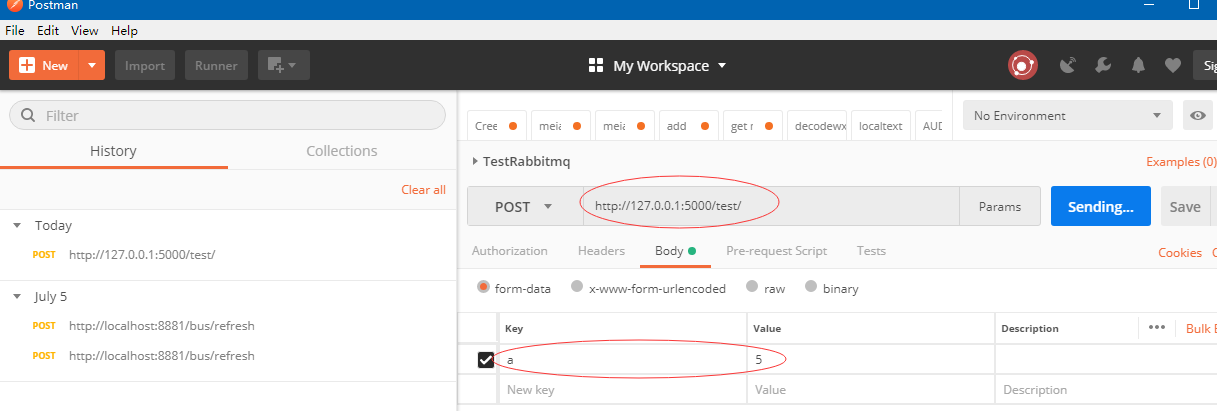 Postman
File Edit View Help
New Import Runner My Workspace
Filter
History Collections
Clear all
Today
POST http://127.0.0.1:5000/test/
July 5
POST http://localhost:8881/bus/refresh
POST http://localhost:8881/bus/refresh
Cree meia meia add get r decodewx localtext AUD No Environment
TestRabbitmq Examples (0)
POST http://127.0.0.1:5000/test/ Params Sending... Save
Authorization Headers Body Pre-request Script Tests Cookies
form-data x-www-form-urlencoded raw binary
Key Value Description ••• Bulk
a 5
New key Value Description